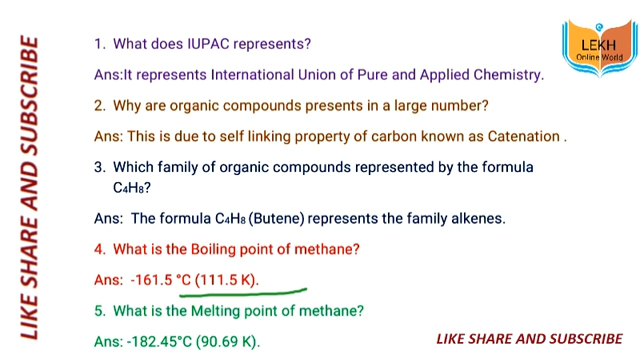 LIKE SHARE AND SUBSCRIBE
LEKH
Online World
1. What does IUPAC represents?
Ans:It represents International Union of Pure and Applied Chemistry.
2. Why are organic compounds presents in a large number?
Ans: This is due to self linking property of carbon known as Catenation .
3. Which family of organic compounds represented by the formula
C₄H₈?
Ans: The formula C₄H₈ (Butene) represents the family alkenes.
4. What is the Boiling point of methane?
Ans: -161.5 °C (111.5 K).
5. What is the Melting point of methane?
Ans: -182.45°C (90.69 K).
LIKE SHARE AND SUBSCRIBE